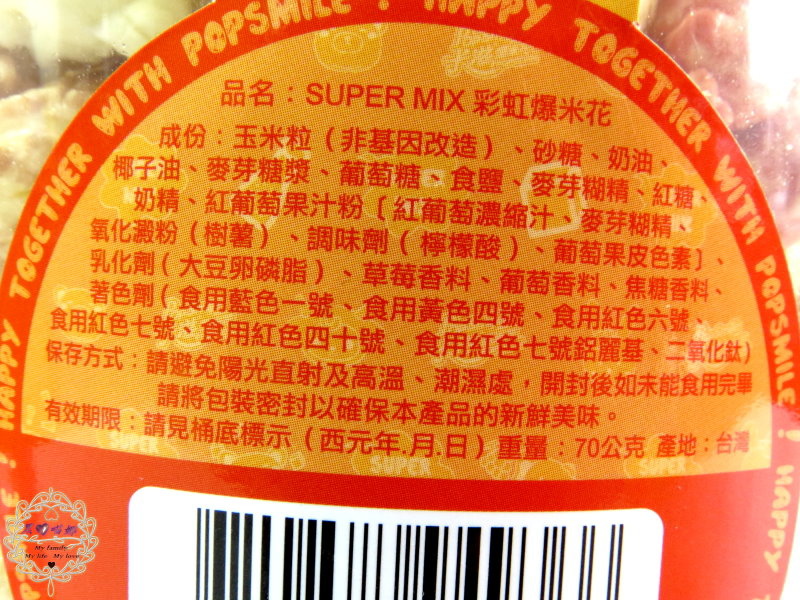 HAPPY TOGETHER WITH POPSMILE ! HAPPY TOGETHER WITH POPSMILE ! HAPPY
品名：SUPER MIX 彩虹爆米花
成份：玉米粒（非基因改造）、砂糖、奶油、
椰子油、麥芽糖漿、葡萄糖、食鹽、麥芽糊精、紅糖、
奶精、紅葡萄果汁粉〔紅葡萄濃縮汁、麥芽糊精、
氧化澱粉（樹薯）、調味劑（檸檬酸）、葡萄果皮色素〕、
乳化劑（大豆卵磷脂）、草莓香料、葡萄香料、焦糖香料、
著色劑（食用藍色一號、食用黃色四號、食用紅色六號、
食用紅色七號、食用紅色四十號、食用紅色七號鋁麗基、二氧化鈦）
保存方式：請避免陽光直射及高溫、潮濕處，開封後如未能食用完畢
請將包裝密封以確保本產品的新鮮美味。
有效期限：請見桶底標示（西元年.月.日）重量：70公克 產地：台灣
SUPER
SUPER
My family
My life My love